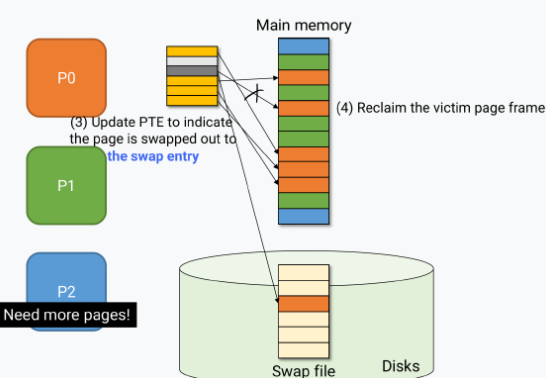 Main memory
P0
(3) Update PTE to indicate
the page is swapped out to
the swap entry
(4) Reclaim the victim page frame
P1
P2
Need more pages!
Swap file
Disks